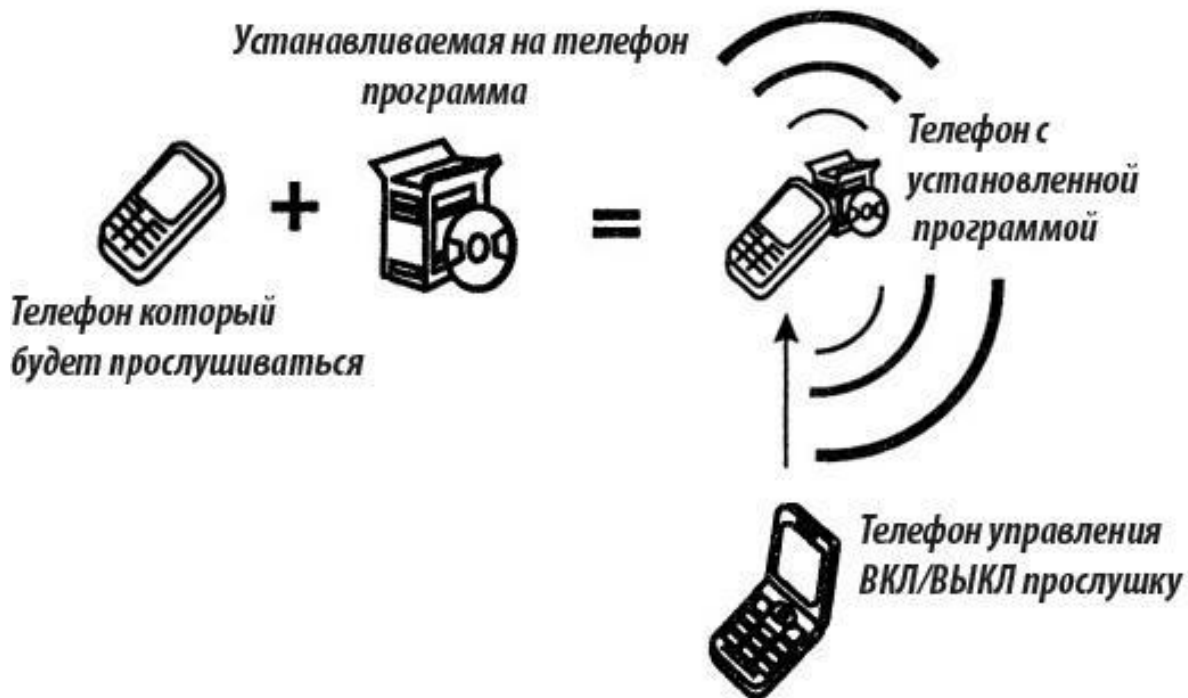 Устанавливаемая на телефон
программа
Телефон с
установленной
программой
Телефон который
будет прослушиваться
Телефон управления
ВКЛ/ВЫКЛ прослушку